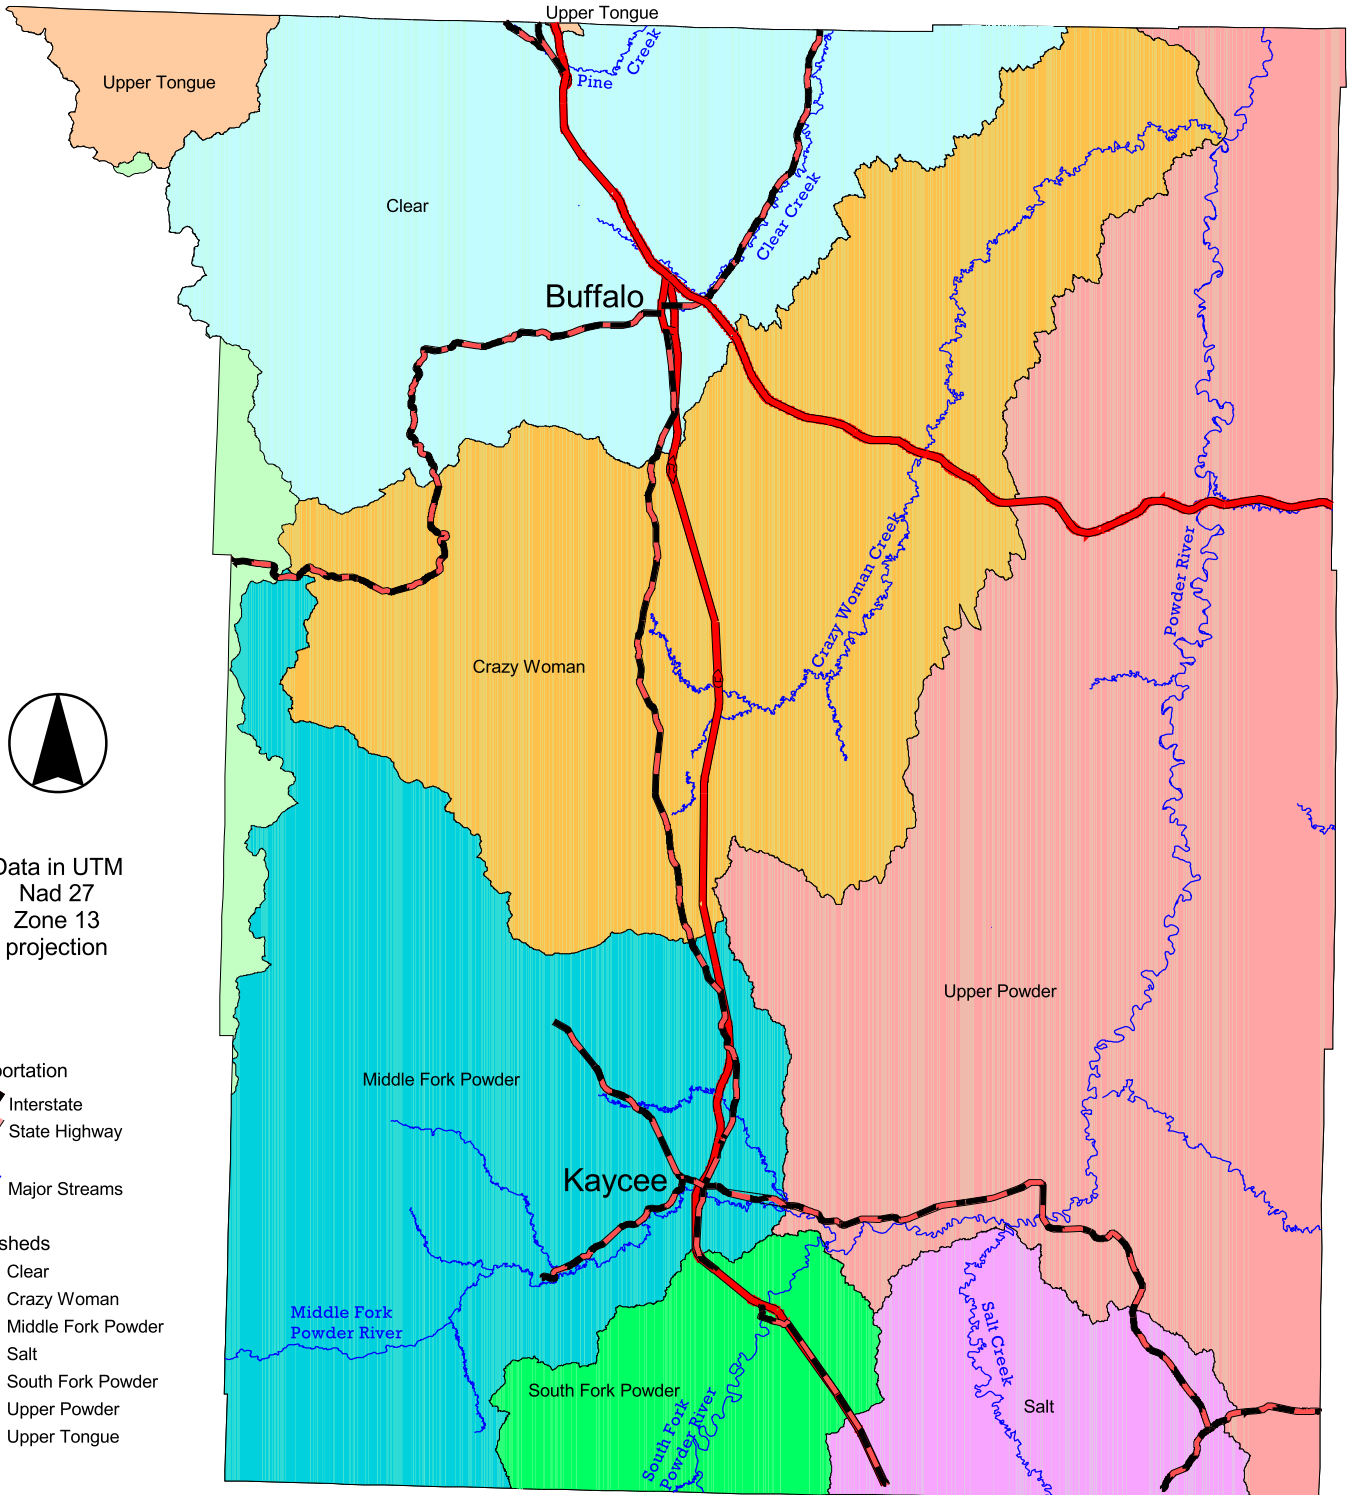 Upper Tongue
Upper Tongue
Pine
Creek
Clear
Clear Creek
Buffalo
Crazy Woman Creek
Powder River
Crazy Woman
Data in UTM
Nad 27
Zone 13
projection
Upper Powder
Middle Fork Powder
Kaycee
portation
Interstate
State Highway
Major Streams
sheds
Clear
Crazy Woman
Middle Fork Powder
Salt
South Fork Powder
Upper Powder
Upper Tongue
Middle Fork
Powder River
South Fork Powder
South Fork
Powder River
Salt Creek
Salt